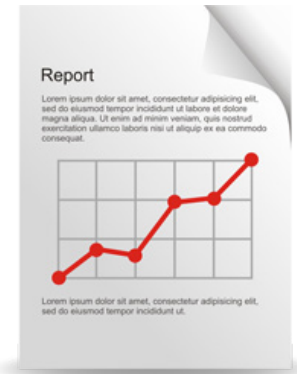 Report
Lorem ipsum dolor sit amet, consectetur adipisicing elit,
sed do eiusmod tempor incididunt ut labore et dolore
magna aliqua. Ut enim ad minim veniam, quis nostrud
exercitation ullamco laboris nisi ut aliquip ex ea commodo
consequat.
Lorem ipsum dolor sit amet, consectetur adipisicing elit,
sed do eiusmod tempor incididunt ut.